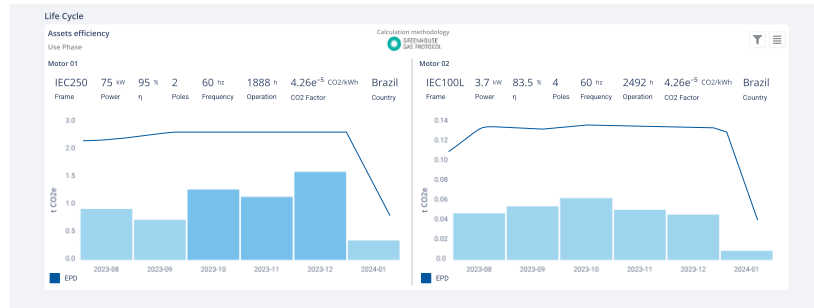 Life Cycle
Assets efficiency
Use Phase
Calculation methodology
GREENHOUSE
GAS PROTOCOL
Motor 01
IEC250 75 kW 95 % 2 60 hz 1888 h 4.26e⁻⁵ CO2/kWh Brazil
Frame Power η Poles Frequency Operation CO2 Factor Country
3.0
2.0
1.5
1.0
0.5
0.0
t CO2e
2023-08 2023-09 2023-10 2023-11 2023-12 2024-01
EPD
Motor 02
IEC100L 3.7 kW 83.5 % 4 60 hz 2492 h 4.26e⁻⁵ CO2/kWh Brazil
Frame Power η Poles Frequency Operation CO2 Factor Country
0.14
0.12
0.10
0.08
0.06
0.04
0.02
0.0
t CO2e
2023-08 2023-09 2023-10 2023-11 2023-12 2024-01
EPD